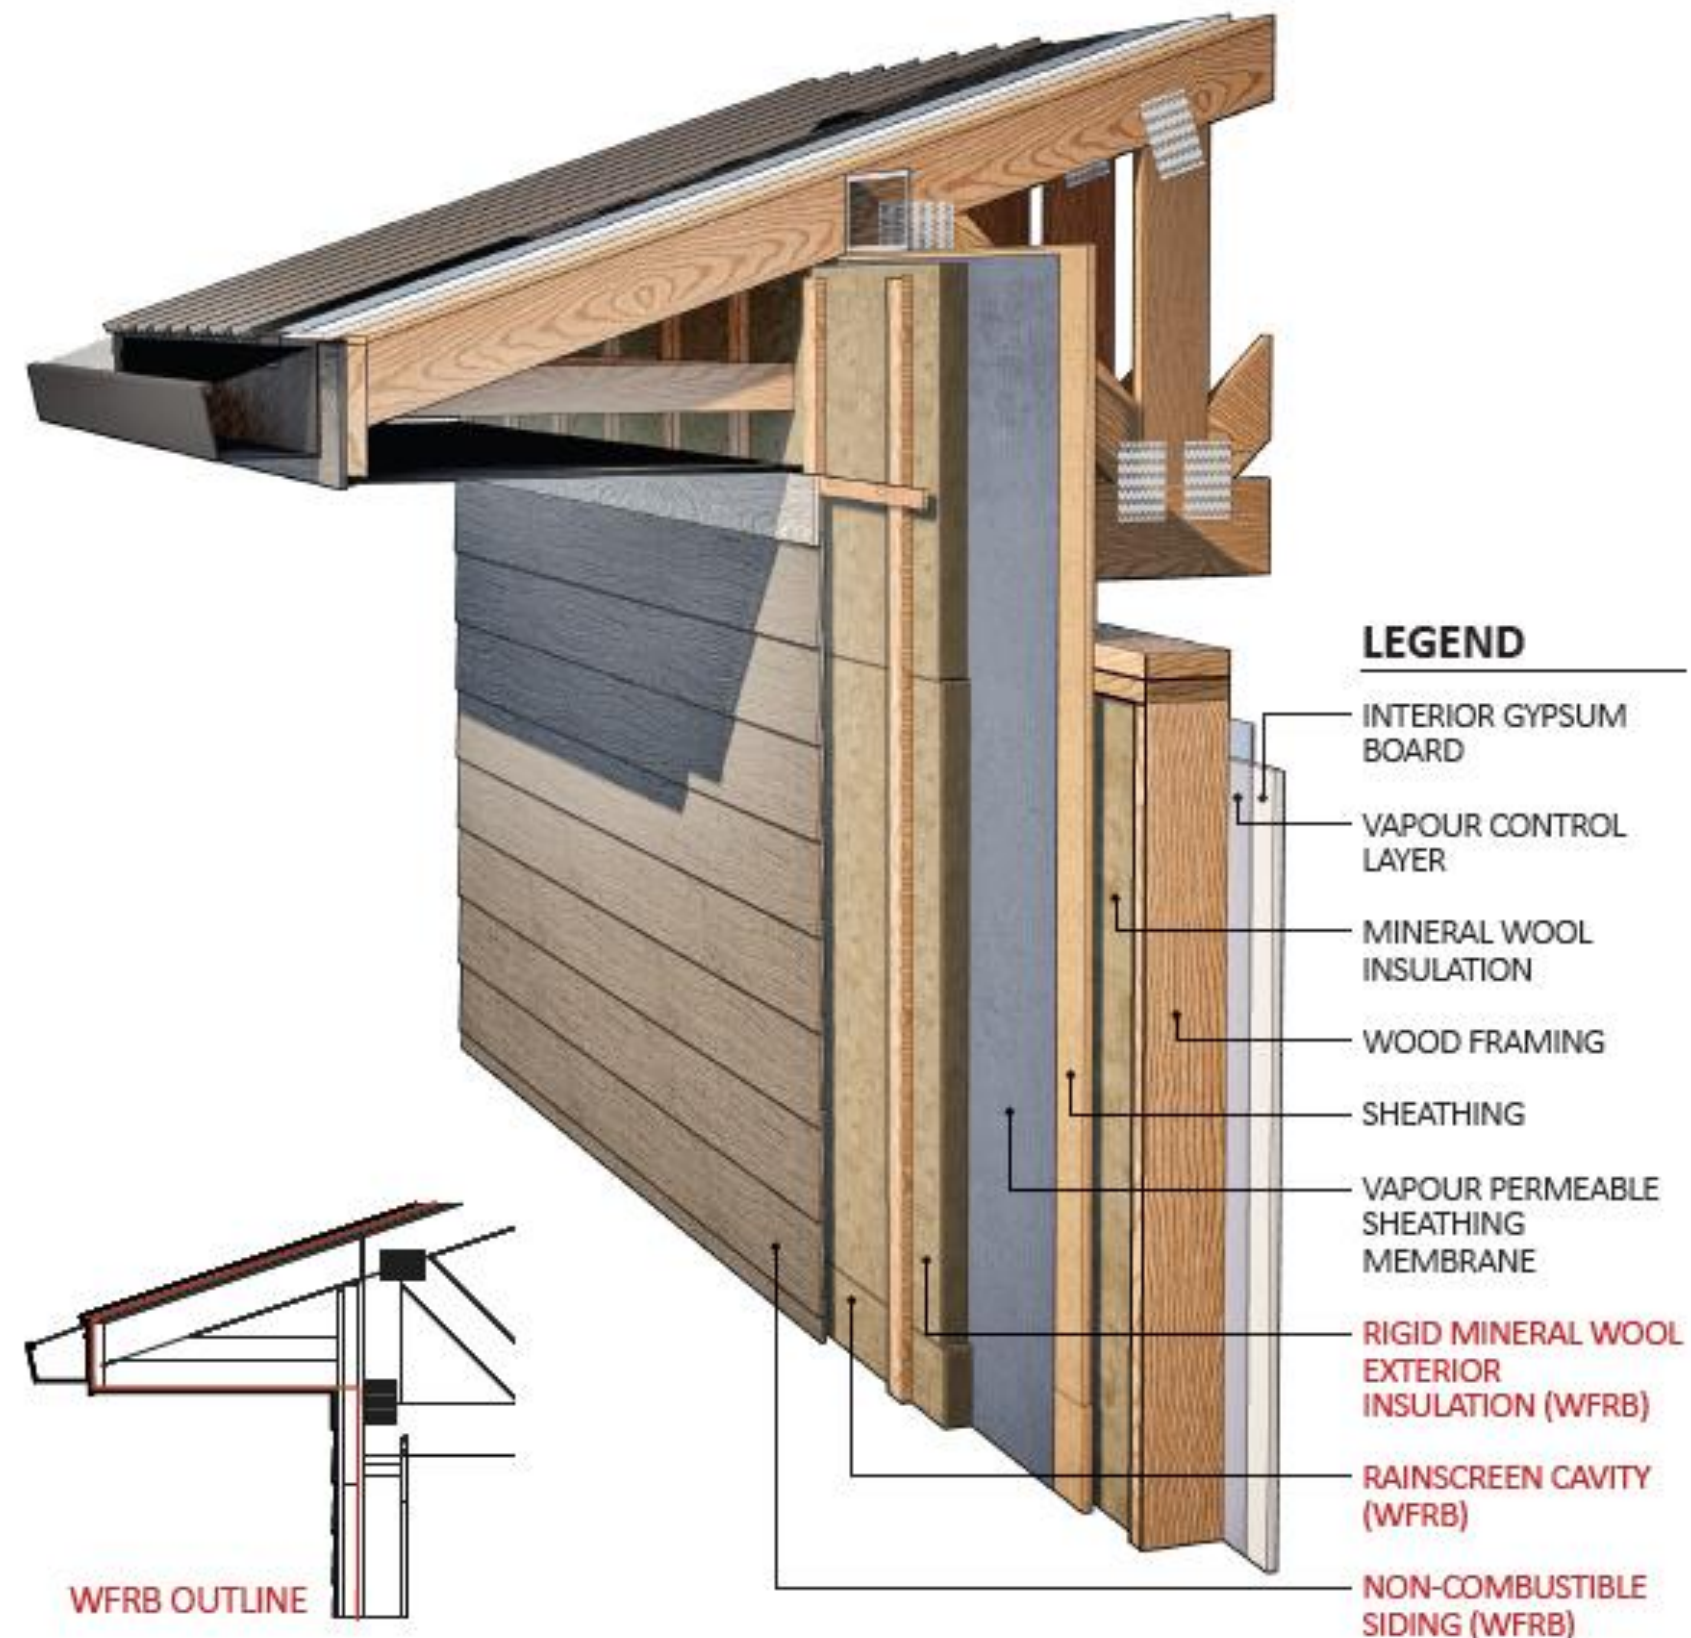 LEGEND
INTERIOR GYPSUM
BOARD
VAPOUR CONTROL
LAYER
MINERAL WOOL
INSULATION
WOOD FRAMING
SHEATHING
VAPOUR PERMEABLE
SHEATHING
MEMBRANE
RIGID MINERAL WOOL
EXTERIOR
INSULATION (WFRB)
RAINSCREEN CAVITY
(WFRB)
NON-COMBUSTIBLE
SIDING (WFRB)
WFRB OUTLINE